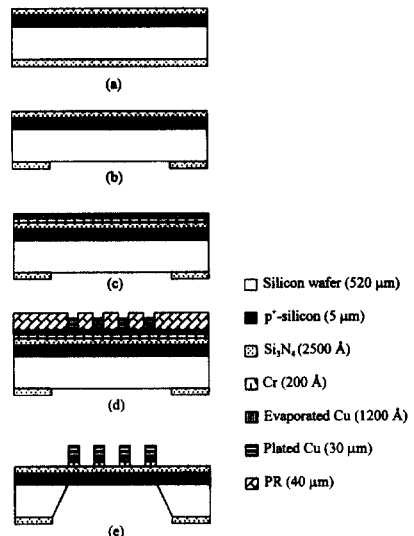 (a)
(b)
(c)
(d)
(e)
Silicon wafer (520 μm)
p⁺-silicon (5 μm)
Si₃N₄ (2500 Å)
Cr (200 Å)
Evaporated Cu (1200 Å)
Plated Cu (30 μm)
PR (40 μm)